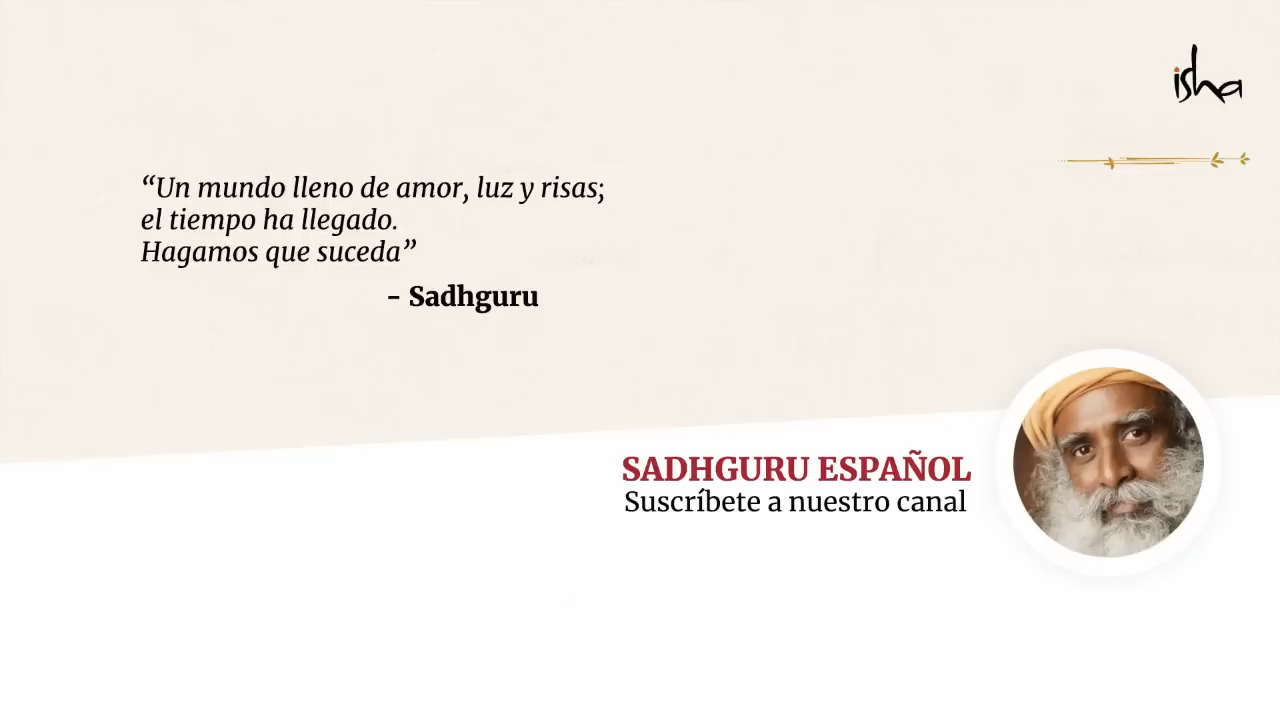 isha
“Un mundo lleno de amor, luz y risas;
el tiempo ha llegado.
Hagamos que suceda”
- Sadhguru
SADHGURU ESPAÑOL
Suscríbete a nuestro canal